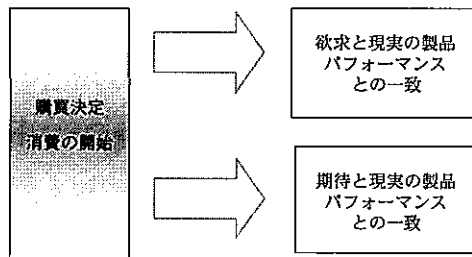 購買決定
消費の開始
欲求と現実の製品
パフォーマンス
との一致
期待と現実の製品
パフォーマンス
との一致